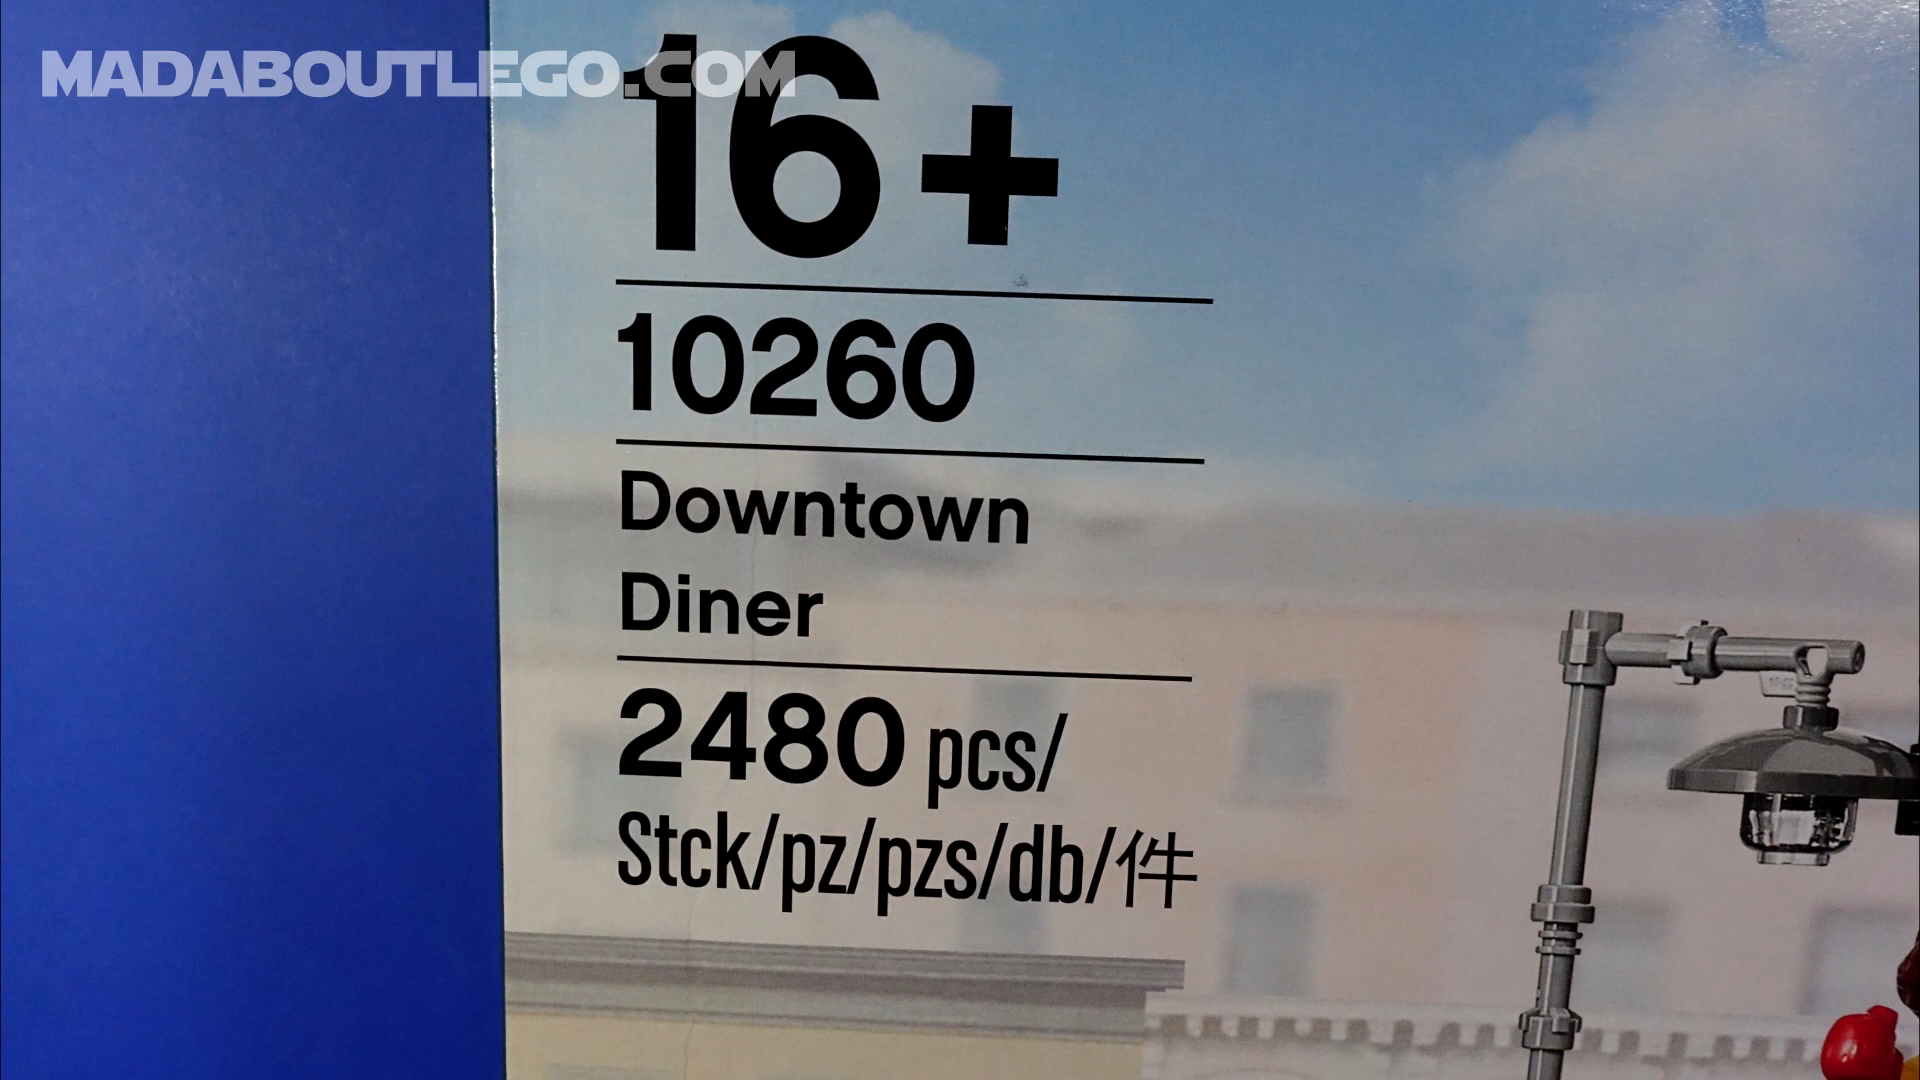 MADABOUTLEGO.COM
16+
10260
Downtown
Diner
2480 pcs/
Stck/pz/pzs/db/件